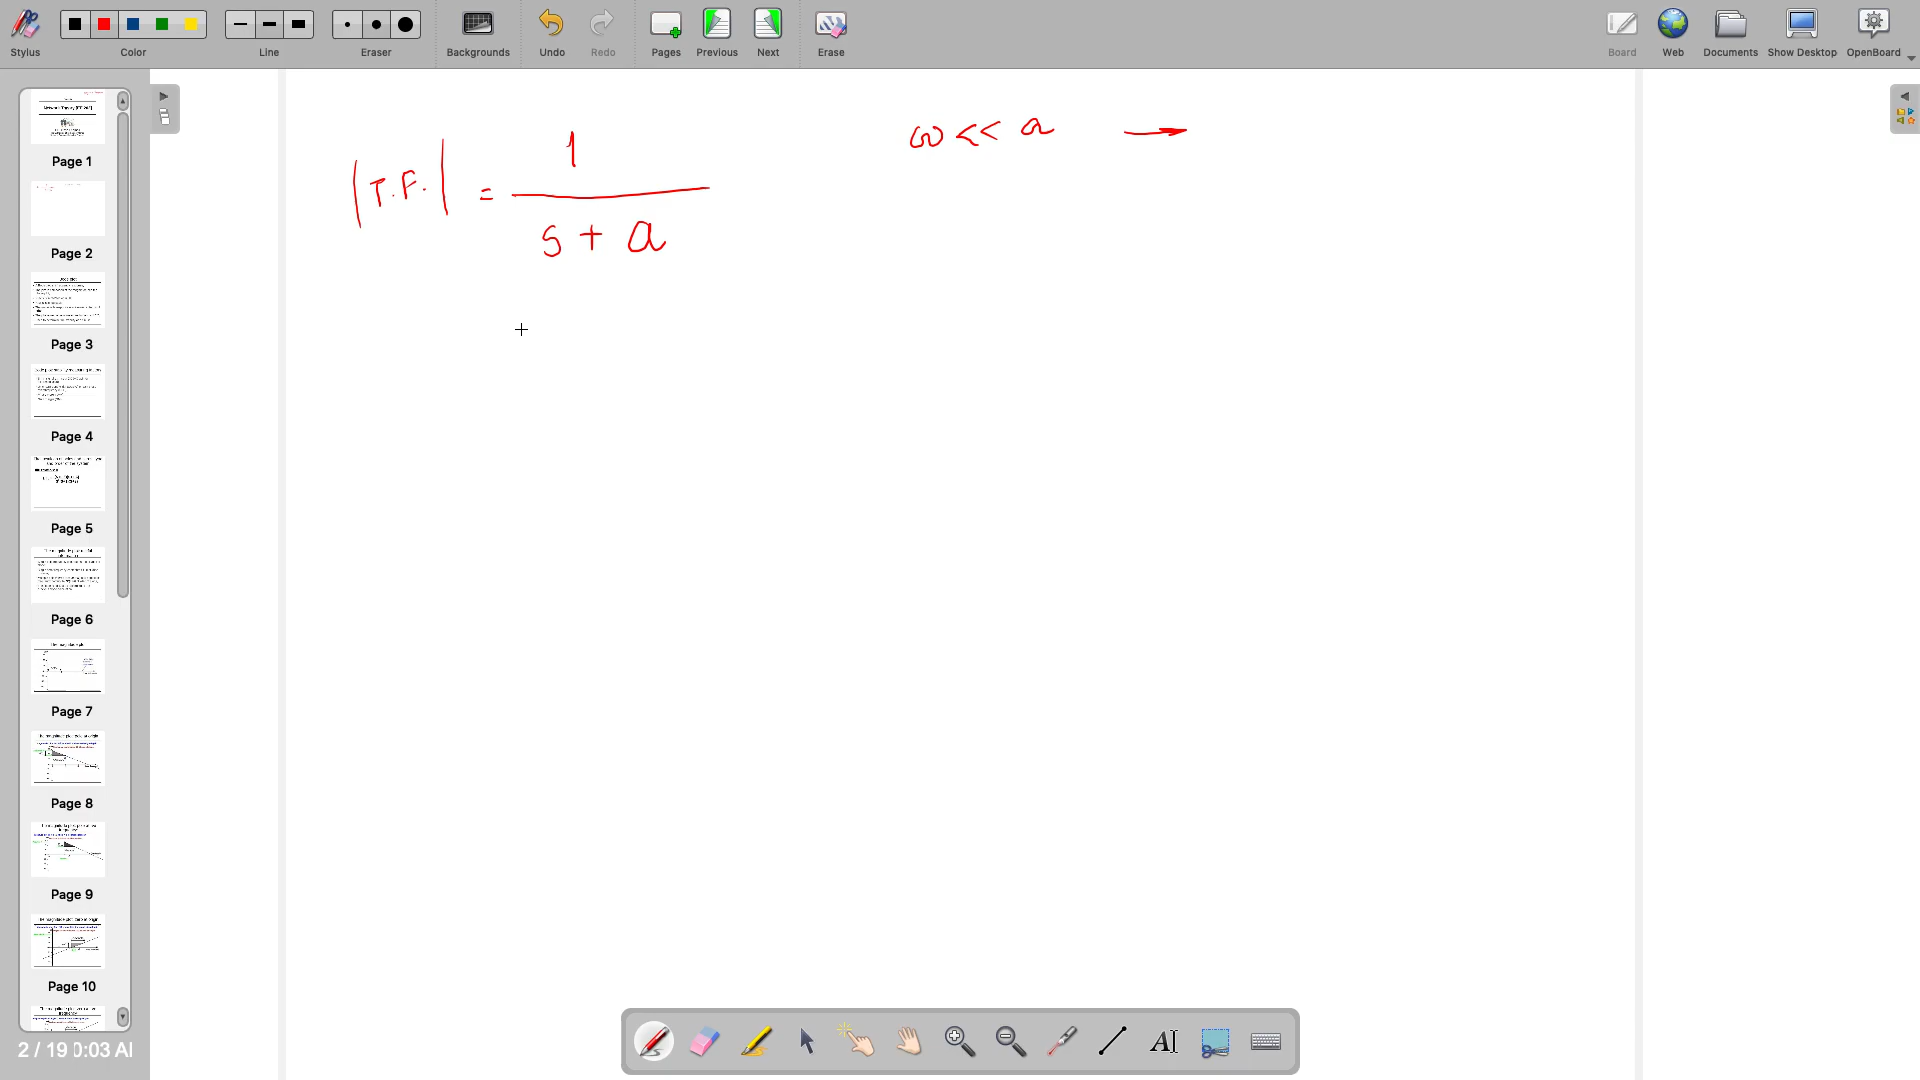 Stylus
Color
Line
Eraser
Backgrounds
Undo
Redo
Pages
Previous
Next
Erase
Board
Web
Documents
Show Desktop
OpenBoard
|T.F.| = 1 / s + a
ω << a →
Page 1
Page 2
Page 3
Page 4
Page 5
Page 6
Page 7
Page 8
Page 9
Page 10
2 / 19 0:03 AI